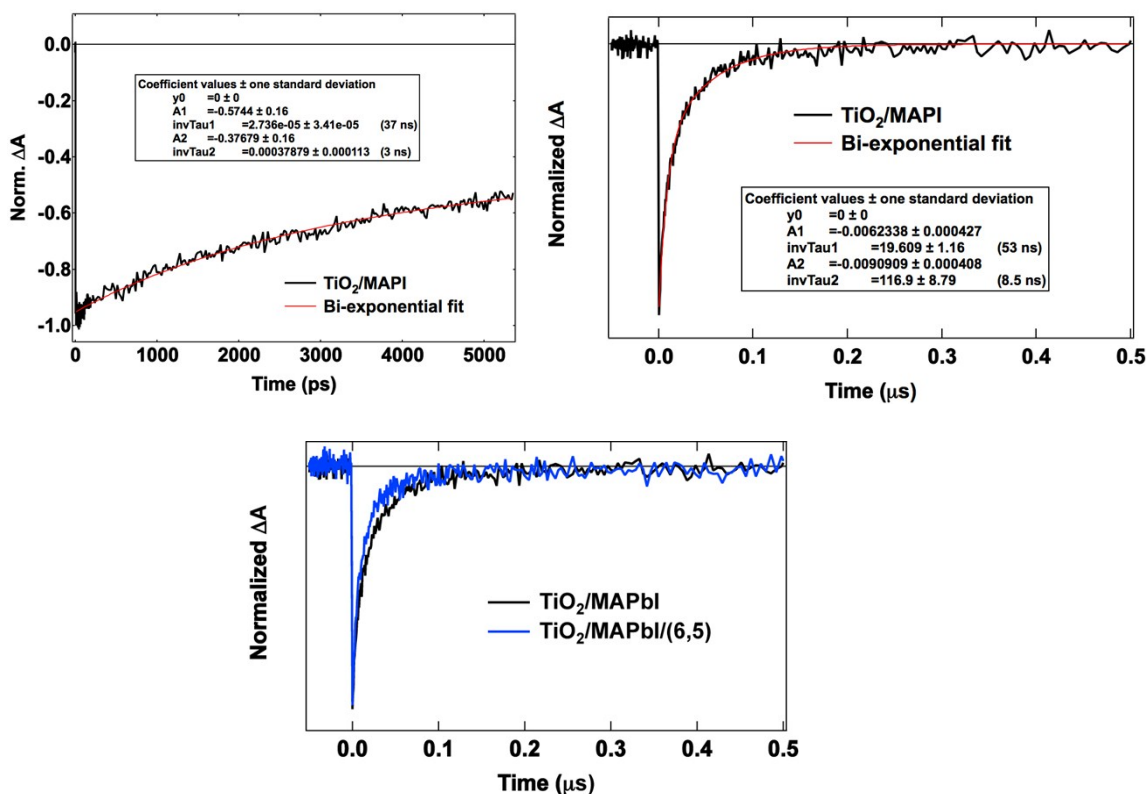 0.0
-0.2
-0.4
-0.6
-0.8
-1.0
Norm. ΔA
Coefficient values ± one standard deviation
y0 =0 ± 0
A1 =-0.5744 ± 0.16
invTau1 =2.736e-05 ± 3.41e-05 (37 ns)
A2 =-0.37679 ± 0.16
invTau2 =0.00037879 ± 0.000113 (3 ns)
TiO₂/MAPI
Bi-exponential fit
0 1000 2000 3000 4000 5000
Time (ps)
Normalized ΔA
TiO₂/MAPI
Bi-exponential fit
Coefficient values ± one standard deviation
y0 =0 ± 0
A1 =-0.0062338 ± 0.000427
invTau1 =19.609 ± 1.16 (53 ns)
A2 =-0.0090909 ± 0.000408
invTau2 =116.9 ± 8.79 (8.5 ns)
0.0 0.1 0.2 0.3 0.4 0.5
Time (μs)
Normalized ΔA
TiO₂/MAPbI
TiO₂/MAPbI/(6,5)
0.0 0.1 0.2 0.3 0.4 0.5
Time (μs)